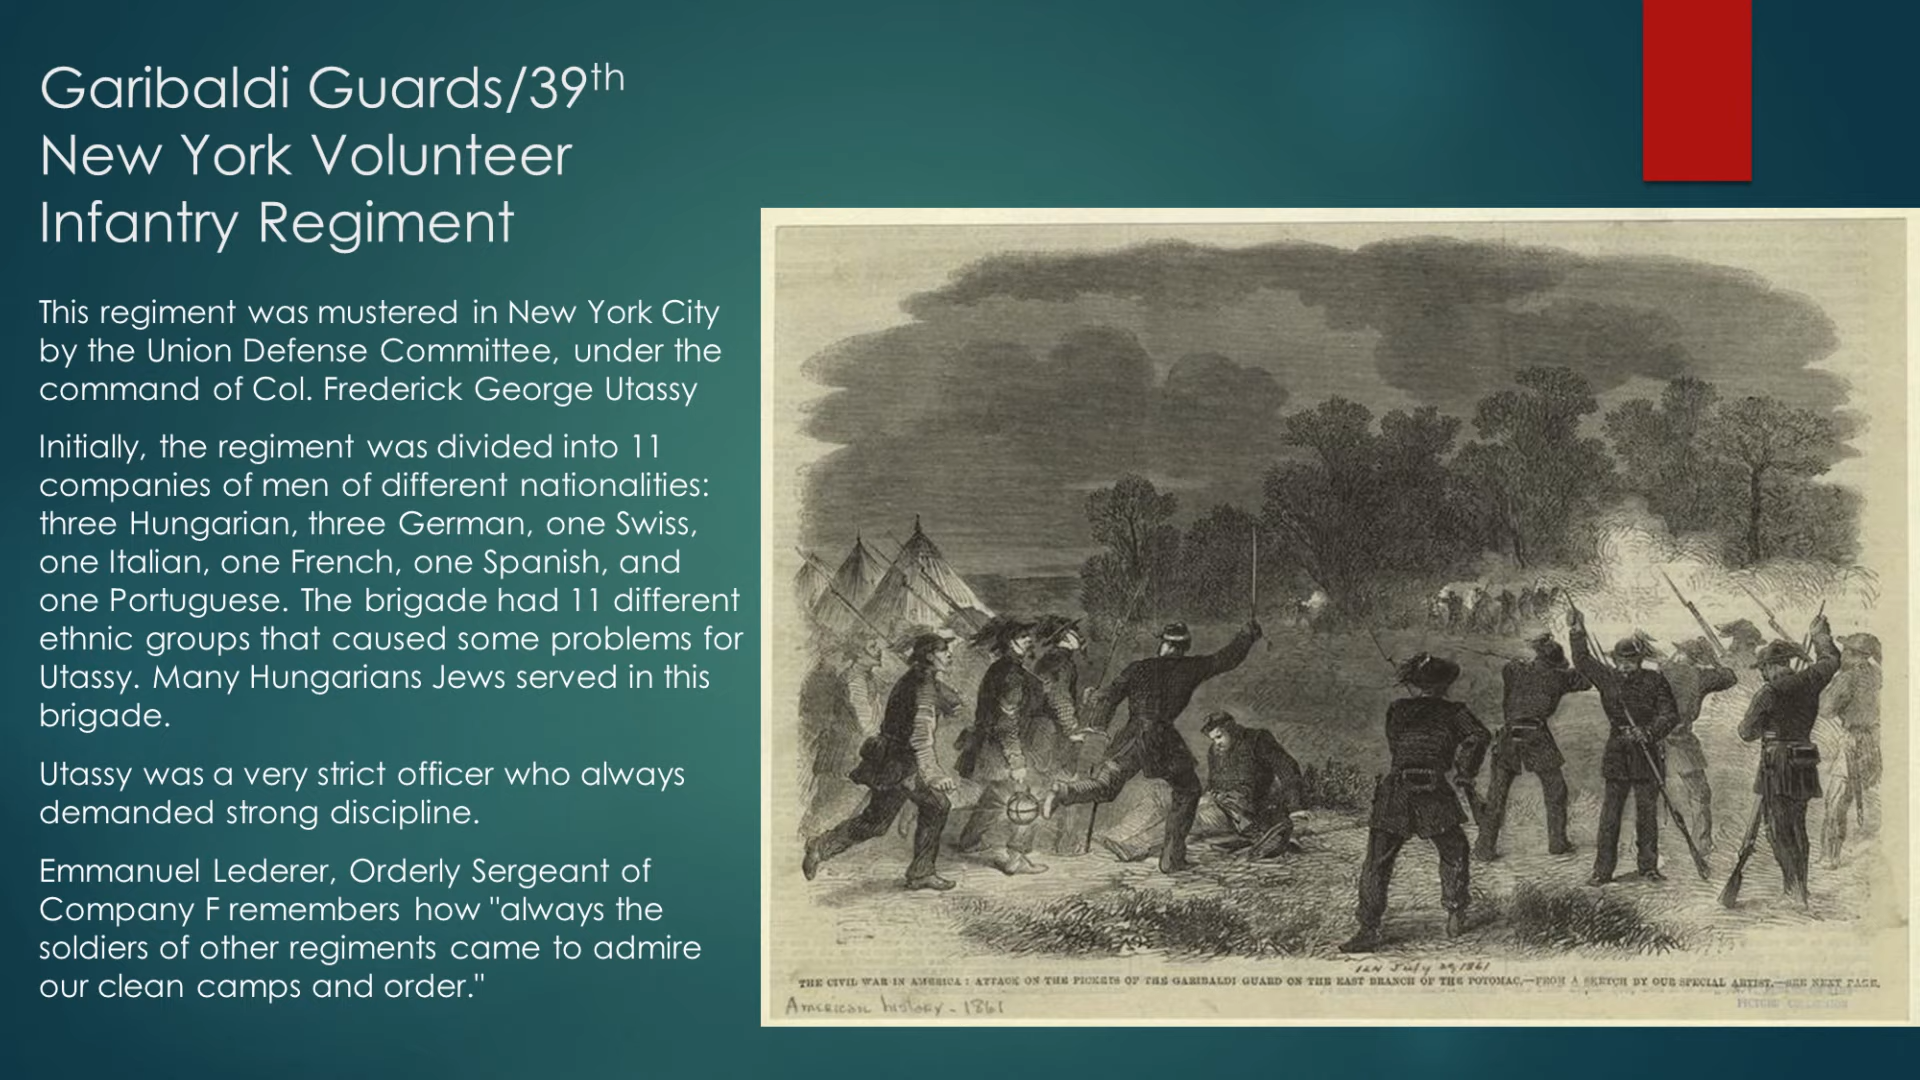 Garibaldi Guards/39th
New York Volunteer
Infantry Regiment
This regiment was mustered in New York City
by the Union Defense Committee, under the
command of Col. Frederick George Utassy
Initially, the regiment was divided into 11
companies of men of different nationalities:
three Hungarian, three German, one Swiss,
one Italian, one French, one Spanish, and
one Portuguese. The brigade had 11 different
ethnic groups that caused some problems for
Utassy. Many Hungarians Jews served in this
brigade.
Utassy was a very strict officer who always
demanded strong discipline.
Emmanuel Lederer, Orderly Sergeant of
Company F remembers how "always the
soldiers of other regiments came to admire
our clean camps and order."
July 29, 1861
THE CIVIL WAR IN AMERICA: ATTACK ON THE PICKETS OF THE GARIBALDI GUARD ON THE EAST BRANCH OF THE POTOMAC,—FROM A SKETCH BY OUR SPECIAL ARTIST.—SEE NEXT PAGE.
American history - 1861
PICTURE COLLECTION